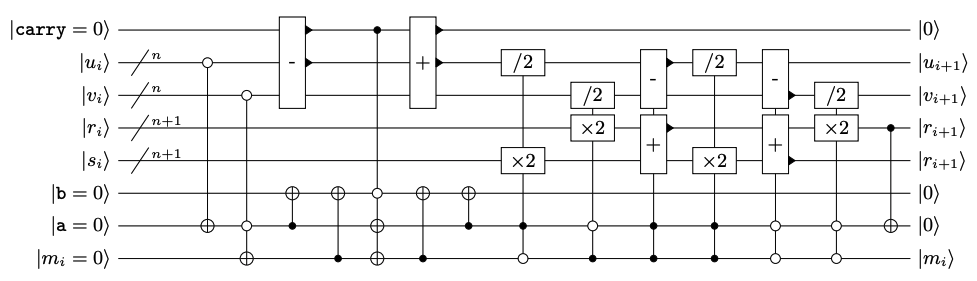 |carry = 0⟩ |0⟩
|u_i⟩ n - + /2 - /2 - |u_{i+1}⟩
|v_i⟩ n /2 /2 |v_{i+1}⟩
|r_i⟩ n+1 ×2 + + ×2 |r_{i+1}⟩
|s_i⟩ n+1 ×2 ×2 |r_{i+1}⟩
|b = 0⟩ |0⟩
|a = 0⟩ |0⟩
|m_i = 0⟩ |m_i⟩